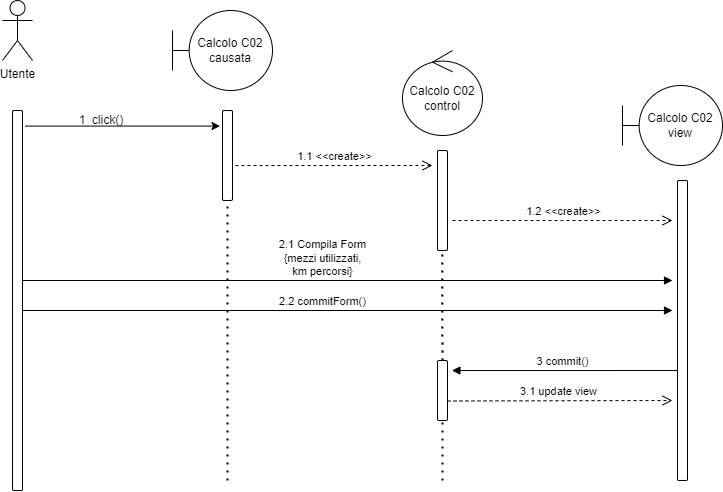 Utente
Calcolo C02
causata
Calcolo C02
control
Calcolo C02
view
1 click()
1.1 <<create>>
1.2 <<create>>
2.1 Compila Form
{mezzi utilizzati,
km percorsi}
2.2 commitForm()
3 commit()
3.1 update view